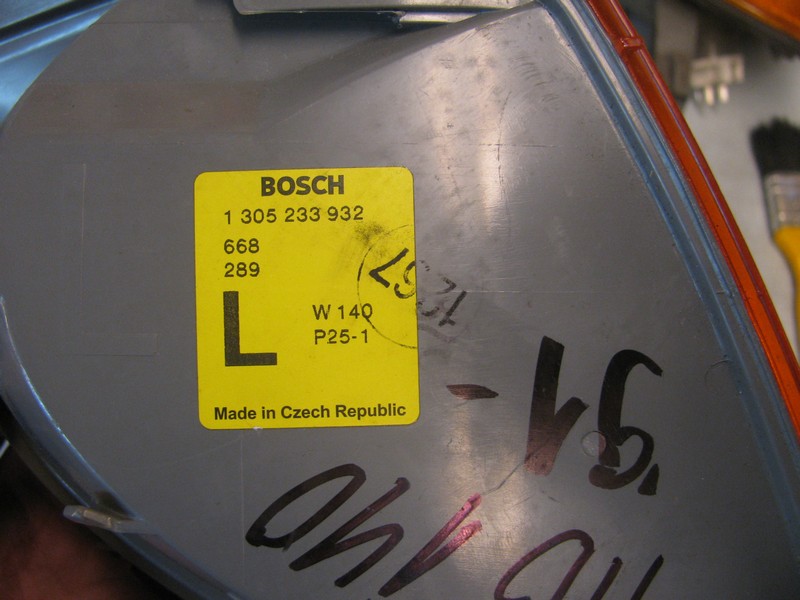 BOSCH
1 305 233 932
668
289
L
W 140
P25-1
Made in Czech Republic